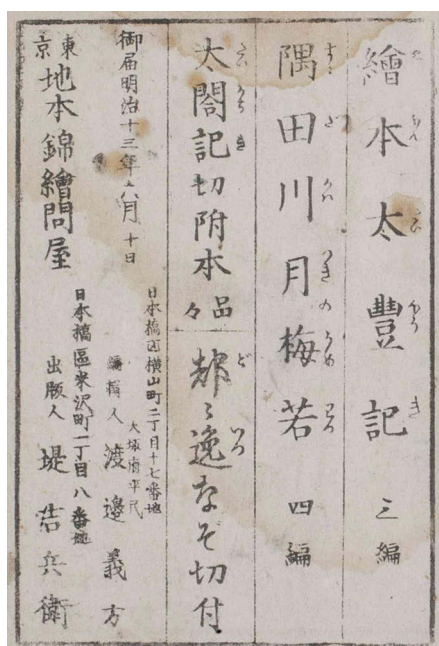 繪本太豐記 三編
隅田川月梅若 四編
太閤記切附本品々
都々逸なぞ切付
御届明治十三年六月十日
東京地本錦繪問屋
日本橋区横山町二丁目十七番地
大坂府平民
編輯人 渡邊義方
日本橋區米沢町一丁目八番地
出版人 堤吉兵衛